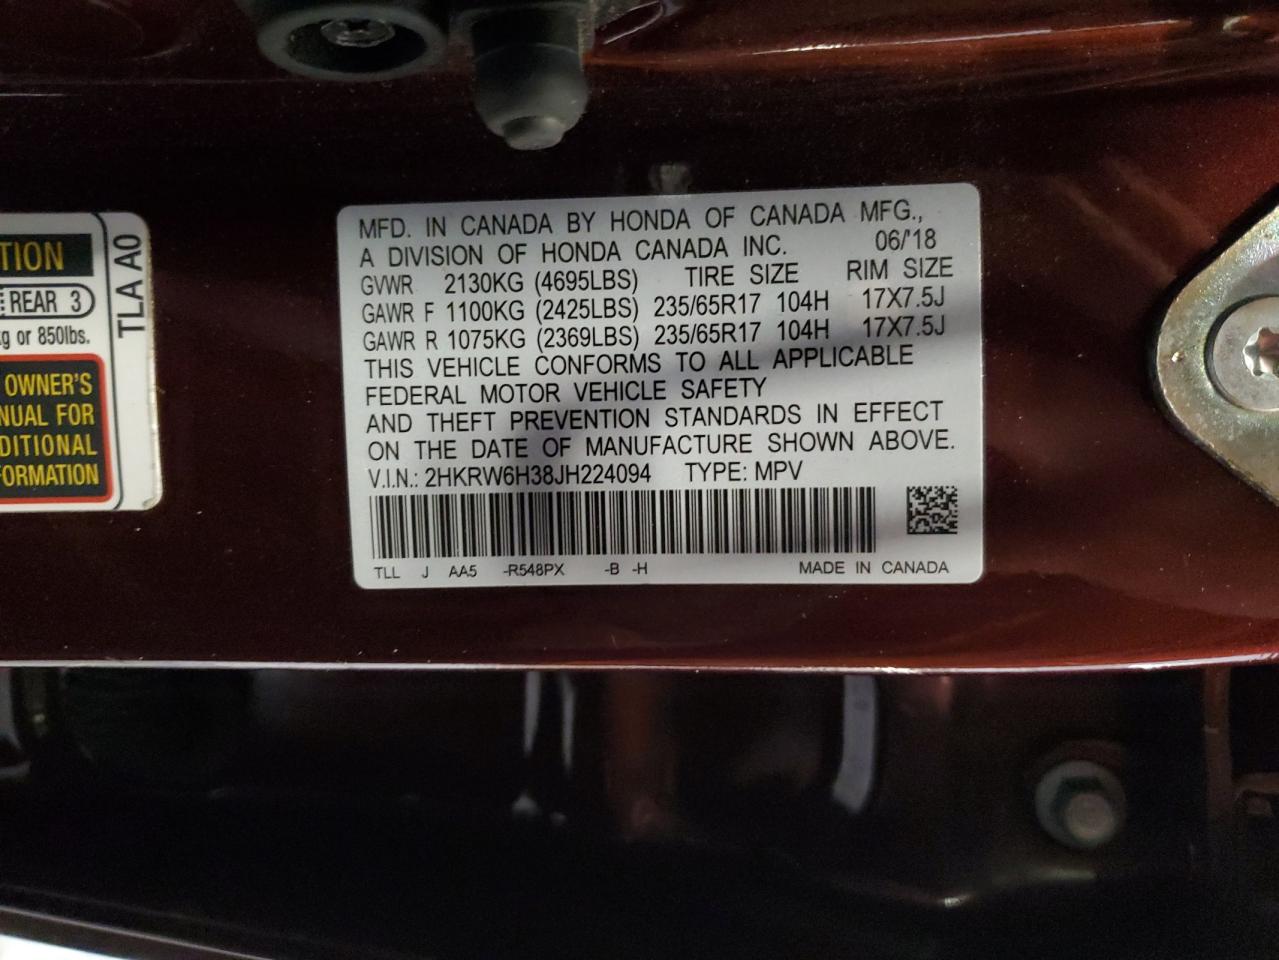 TION
REAR 3
kg or 850lbs.
OWNER'S
NUAL FOR
DITIONAL
FORMATION
TLA A0
MFD. IN CANADA BY HONDA OF CANADA MFG.,
A DIVISION OF HONDA CANADA INC. 06/'18
GVWR 2130KG (4695LBS) TIRE SIZE RIM SIZE
GAWR F 1100KG (2425LBS) 235/65R17 104H 17X7.5J
GAWR R 1075KG (2369LBS) 235/65R17 104H 17X7.5J
THIS VEHICLE CONFORMS TO ALL APPLICABLE
FEDERAL MOTOR VEHICLE SAFETY
AND THEFT PREVENTION STANDARDS IN EFFECT
ON THE DATE OF MANUFACTURE SHOWN ABOVE.
V.I.N.: 2HKRW6H38JH224094 TYPE: MPV
TLL J AA5 -R548PX -B -H MADE IN CANADA